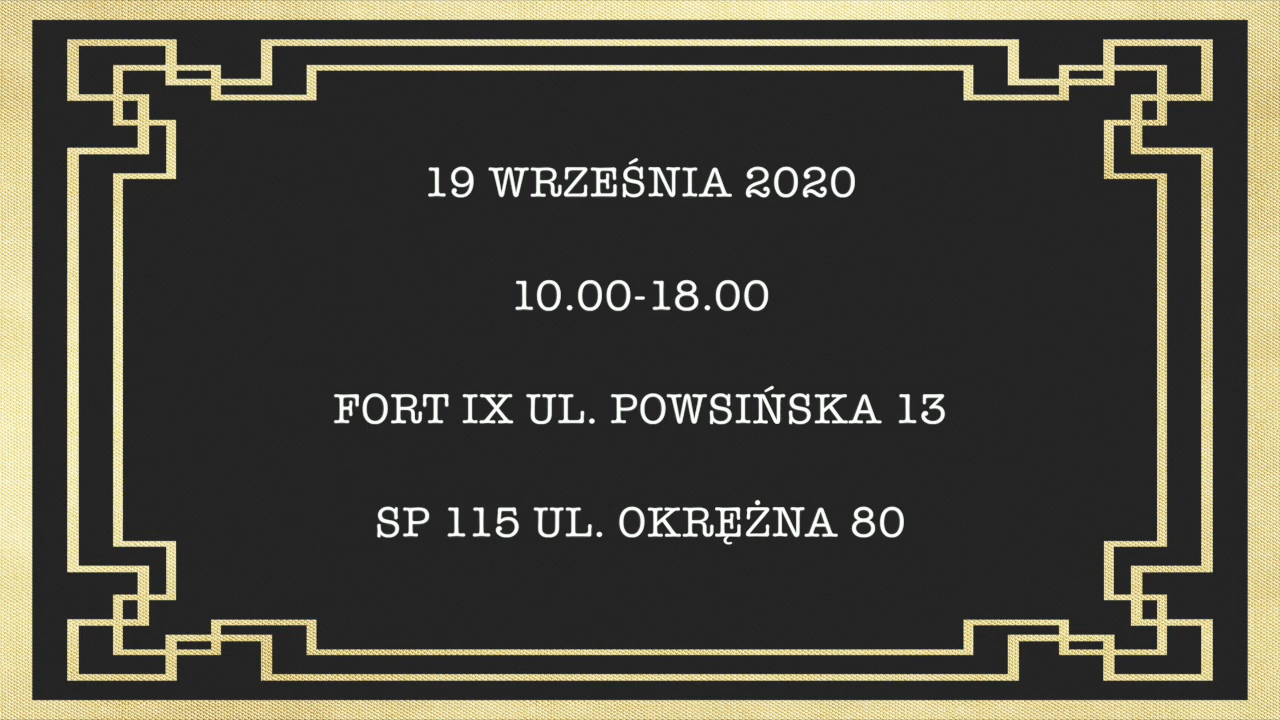 19 WRZEŚNIA 2020
10.00-18.00
FORT IX UL. POWSIŃSKA 13
SP 115 UL. OKRĘŻNA 80